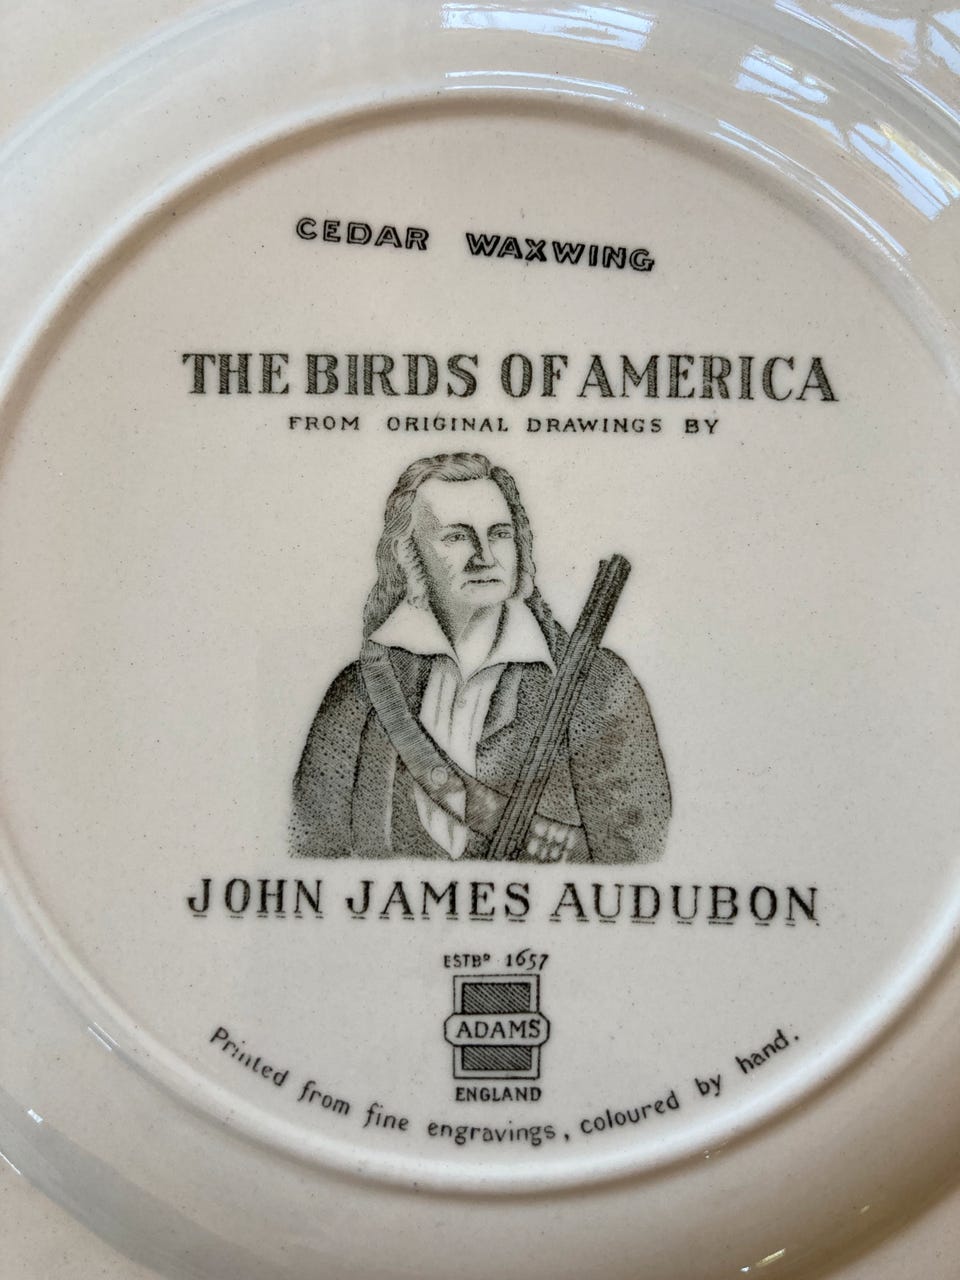 CEDAR WAXWING
THE BIRDS OF AMERICA
FROM ORIGINAL DRAWINGS BY
JOHN JAMES AUDUBON
ESTBᴰ 1657
ADAMS
ENGLAND
Printed from fine engravings, coloured by hand.